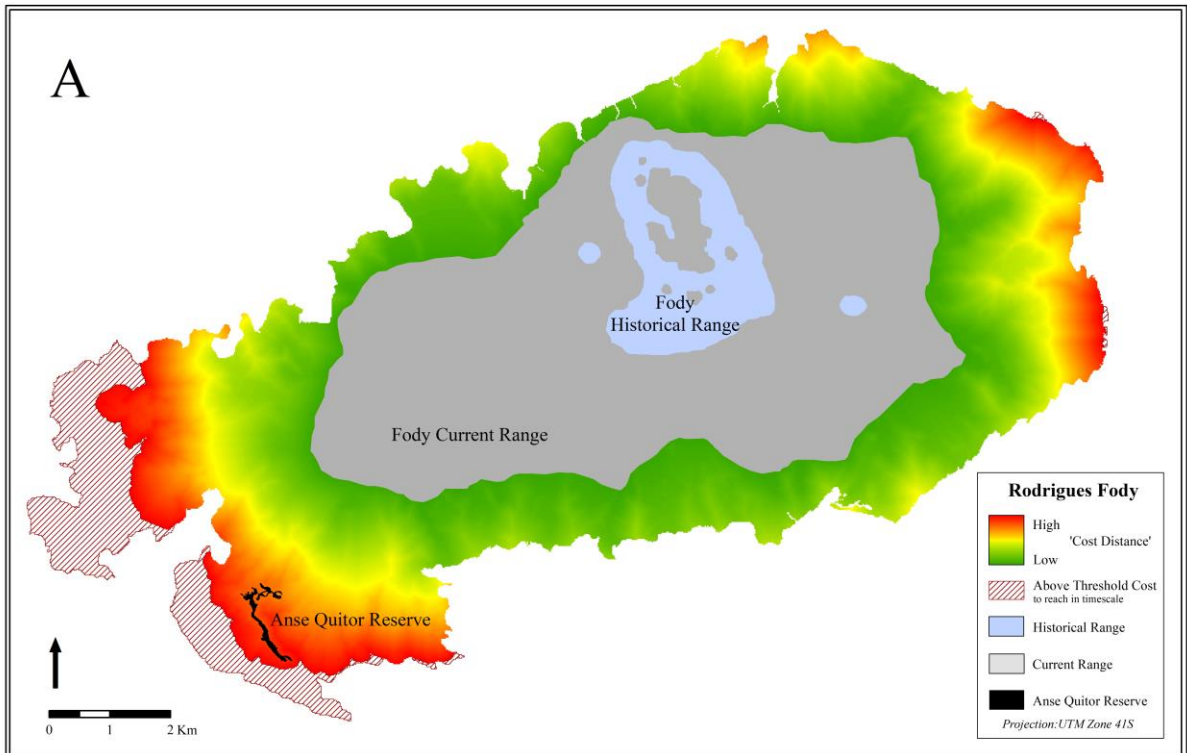 A
Fody
Historical Range
Fody Current Range
Anse Quitor Reserve
0 1 2 Km
Rodrigues Fody
High
'Cost Distance'
Low
Above Threshold Cost
to reach in timescale
Historical Range
Current Range
Anse Quitor Reserve
Projection:UTM Zone 41S